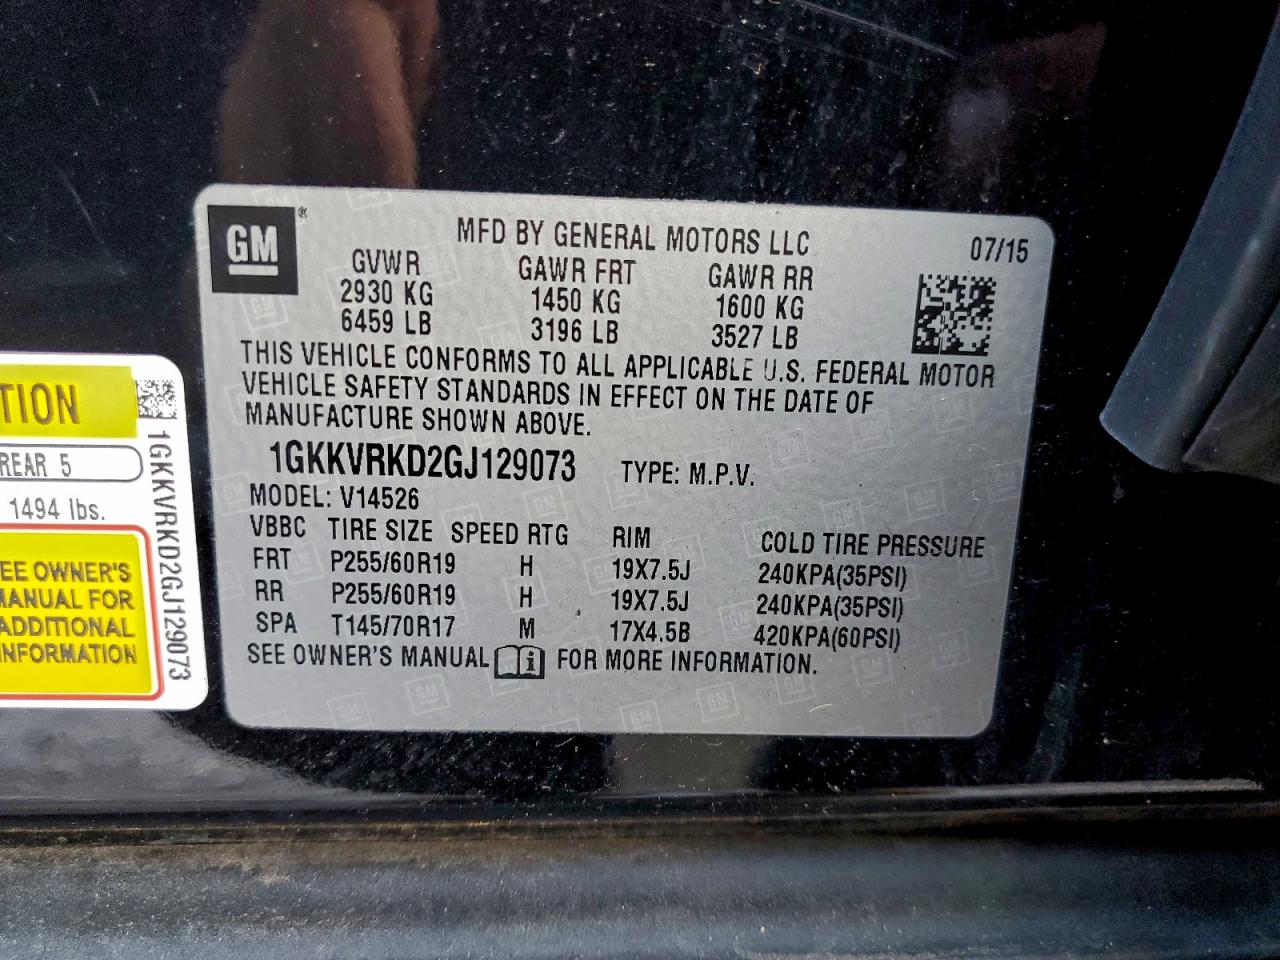 GM ®
MFD BY GENERAL MOTORS LLC 07/15
GVWR GAWR FRT GAWR RR
2930 KG 1450 KG 1600 KG
6459 LB 3196 LB 3527 LB
THIS VEHICLE CONFORMS TO ALL APPLICABLE U.S. FEDERAL MOTOR
VEHICLE SAFETY STANDARDS IN EFFECT ON THE DATE OF
MANUFACTURE SHOWN ABOVE.
1GKKVRKD2GJ129073 TYPE: M.P.V.
MODEL: V14526
VBBC TIRE SIZE SPEED RTG RIM COLD TIRE PRESSURE
FRT P255/60R19 H 19X7.5J 240KPA(35PSI)
RR P255/60R19 H 19X7.5J 240KPA(35PSI)
SPA T145/70R17 M 17X4.5B 420KPA(60PSI)
SEE OWNER'S MANUAL i FOR MORE INFORMATION.
TION
REAR 5
1494 lbs.
EE OWNER'S
ANUAL FOR
ADDITIONAL
NFORMATION
1GKKVRKD2GJ129073